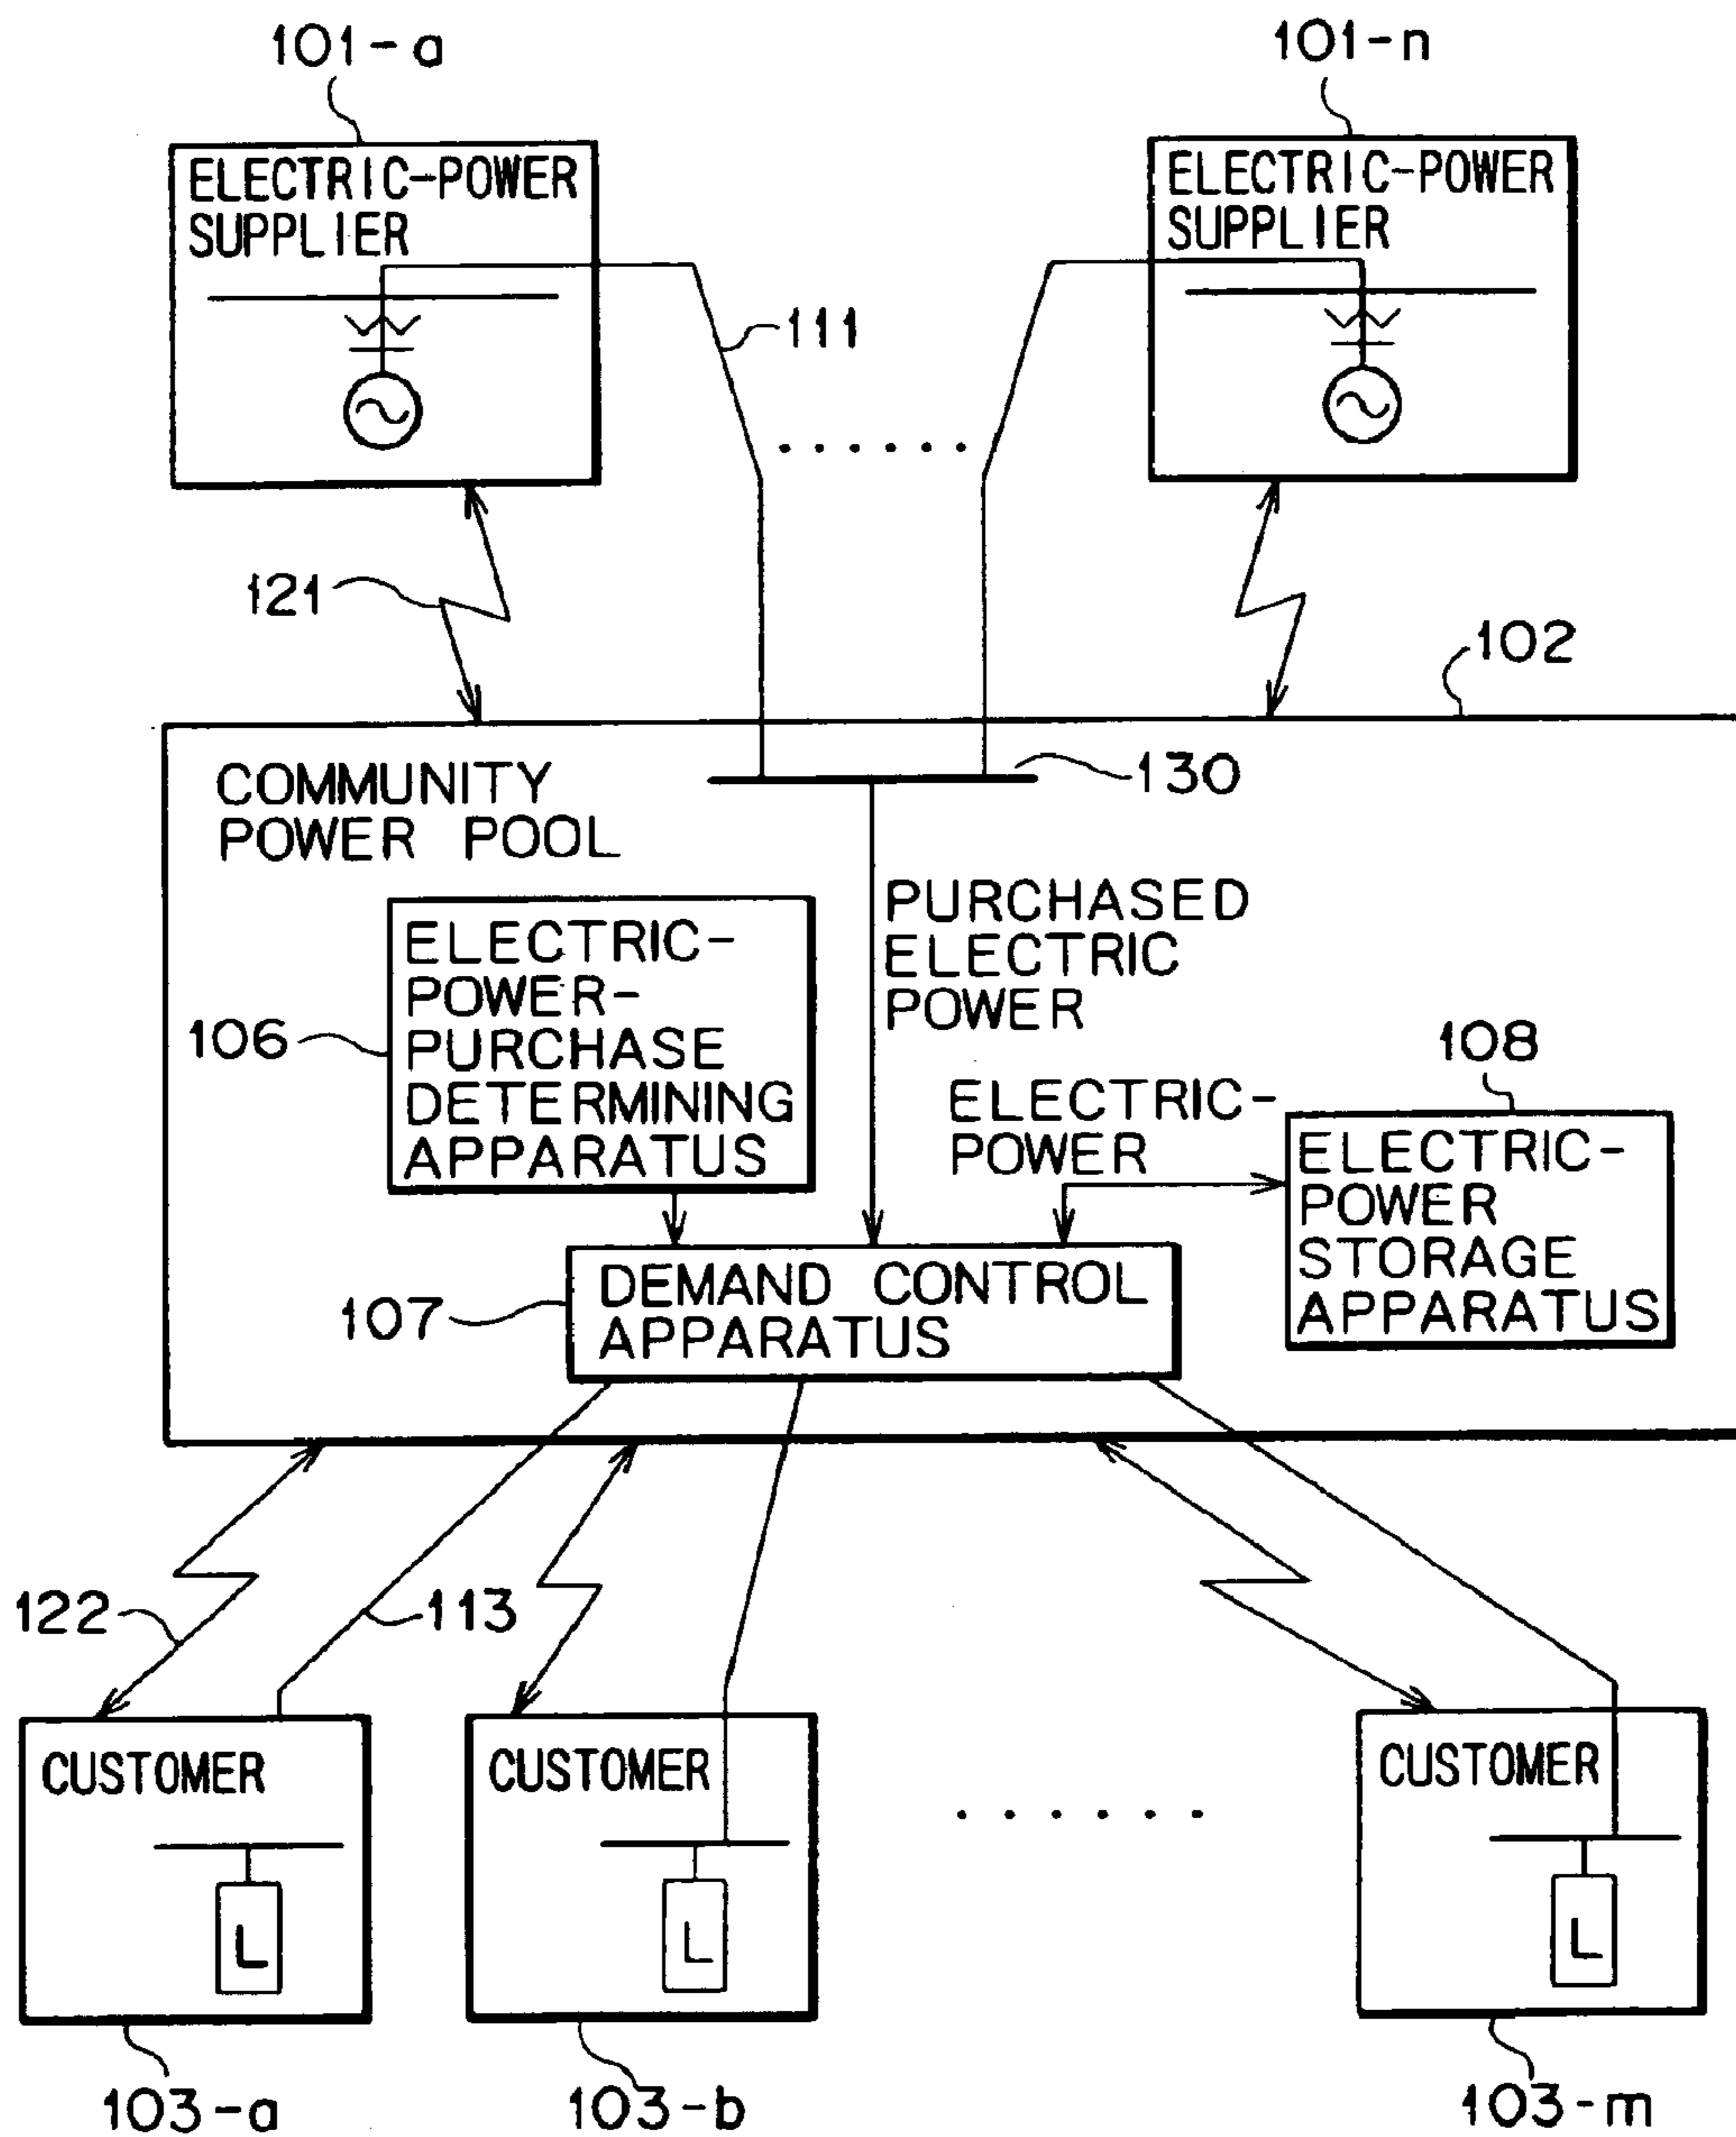 101-a
101-n
ELECTRIC-POWER
SUPPLIER
ELECTRIC-POWER
SUPPLIER
111
121
102
COMMUNITY
POWER POOL
130
PURCHASED
ELECTRIC
POWER
ELECTRIC-
POWER-
PURCHASE
DETERMINING
APPARATUS
106
108
ELECTRIC-
POWER
ELECTRIC-
POWER
STORAGE
APPARATUS
DEMAND CONTROL
APPARATUS
107
122
113
CUSTOMER
CUSTOMER
CUSTOMER
L
L
L
103-a
103-b
103-m